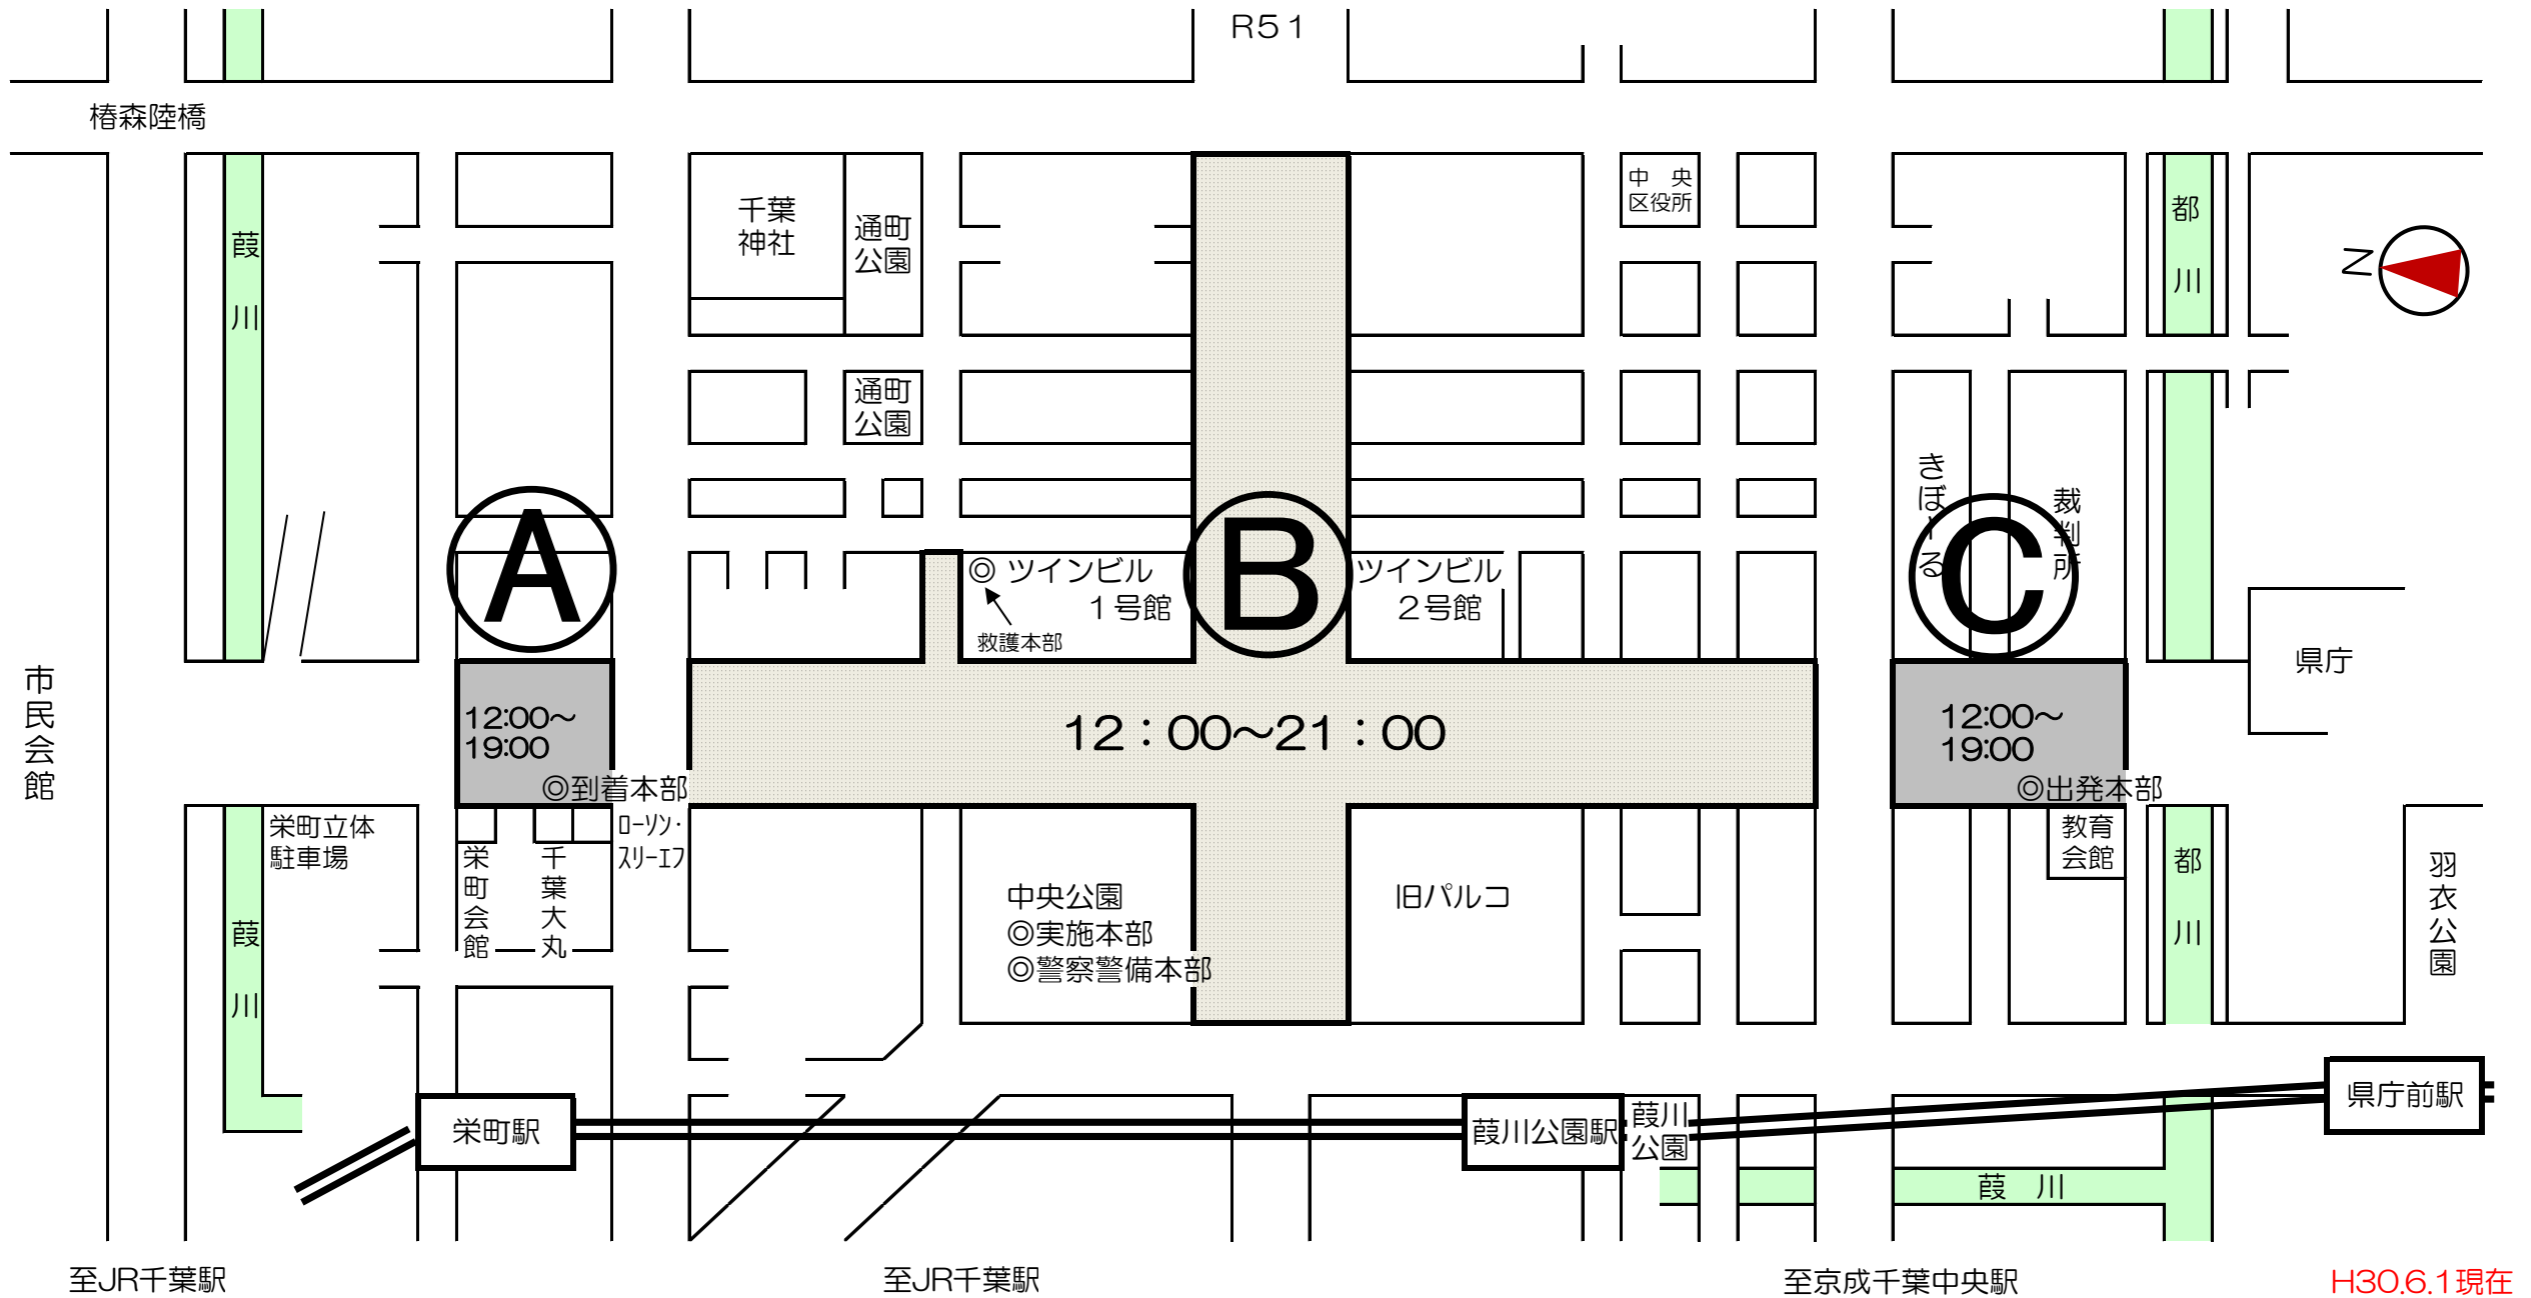 R51
椿森陸橋
葭川
千葉
神社
通町
公園
中 央
区役所
都川
N
通町
公園
A
B
C
きぼーる
裁判所
◎ ツインビル
1号館
救護本部
ツインビル
2号館
市民会館
県庁
12:00～
19:00
12:00～21:00
12:00～
19:00
◎到着本部
◎出発本部
栄町立体
駐車場
ﾛｰｿﾝ･
ｽﾘｰｴﾌ
栄町会館
千葉大丸
葭川
中央公園
◎実施本部
◎警察警備本部
旧パルコ
教育
会館
都川
羽衣公園
栄町駅
葭川公園駅
葭川
公園
県庁前駅
葭 川
至JR千葉駅
至JR千葉駅
至京成千葉中央駅
H30.6.1現在